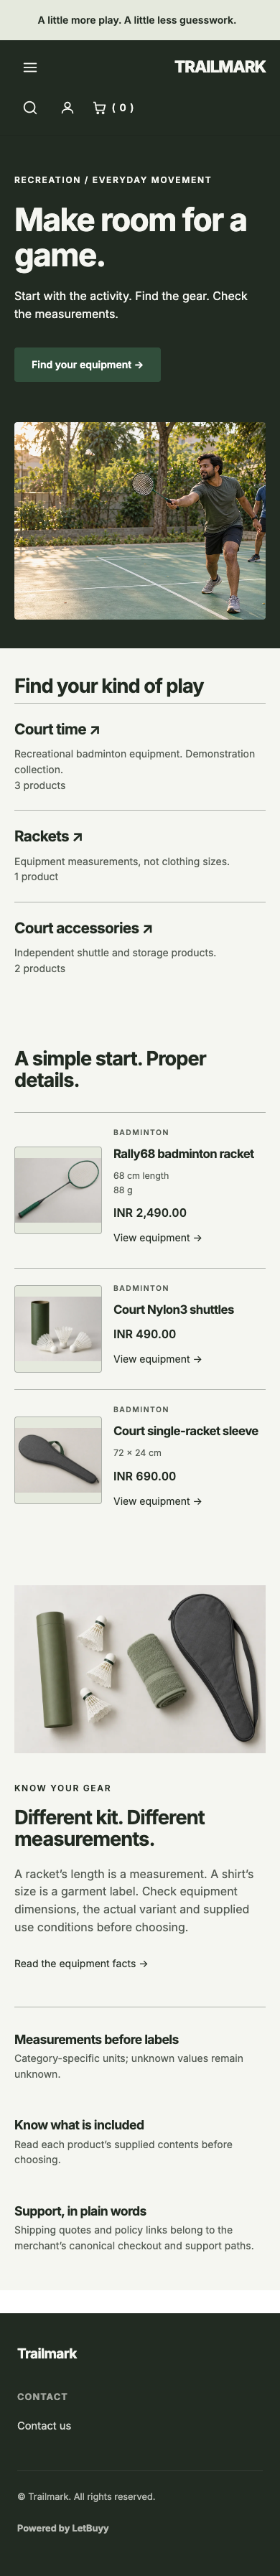 A little more play. A little less guesswork.
TRAILMARK
( 0 )
RECREATION / EVERYDAY MOVEMENT
Make room for a
game.
Start with the activity. Find the gear. Check
the measurements.
Find your equipment →
Find your kind of play
Court time ↗
Recreational badminton equipment. Demonstration
collection.
3 products
Rackets ↗
Equipment measurements, not clothing sizes.
1 product
Court accessories ↗
Independent shuttle and storage products.
2 products
A simple start. Proper
details.
BADMINTON
Rally68 badminton racket
68 cm length
88 g
INR 2,490.00
View equipment →
BADMINTON
Court Nylon3 shuttles
INR 490.00
View equipment →
BADMINTON
Court single-racket sleeve
72 × 24 cm
INR 690.00
View equipment →
KNOW YOUR GEAR
Different kit. Different
measurements.
A racket’s length is a measurement. A shirt’s
size is a garment label. Check equipment
dimensions, the actual variant and supplied
use conditions before choosing.
Read the equipment facts →
Measurements before labels
Category-specific units; unknown values remain
unknown.
Know what is included
Read each product’s supplied contents before
choosing.
Support, in plain words
Shipping quotes and policy links belong to the
merchant’s canonical checkout and support paths.
Trailmark
CONTACT
Contact us
© Trailmark. All rights reserved.
Powered by LetBuyy